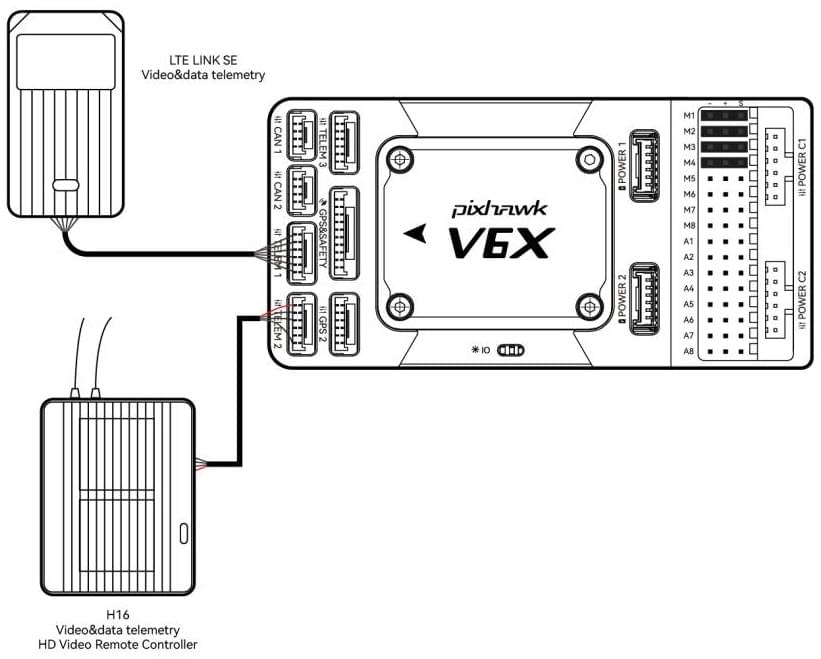 LTE LINK SE
Video&data telemetry
CAN 1
TELEM 3
CAN 2
GPS&SAFETY
TELEM 1
TELEM 2
GPS 2
pixhawk
V6X
IO
POWER 1
POWER 2
- + S
M1
M2
M3
M4
M5
M6
M7
M8
A1
A2
A3
A4
A5
A6
A7
A8
POWER C1
POWER C2
H16
Video&data telemetry
HD Video Remote Controller